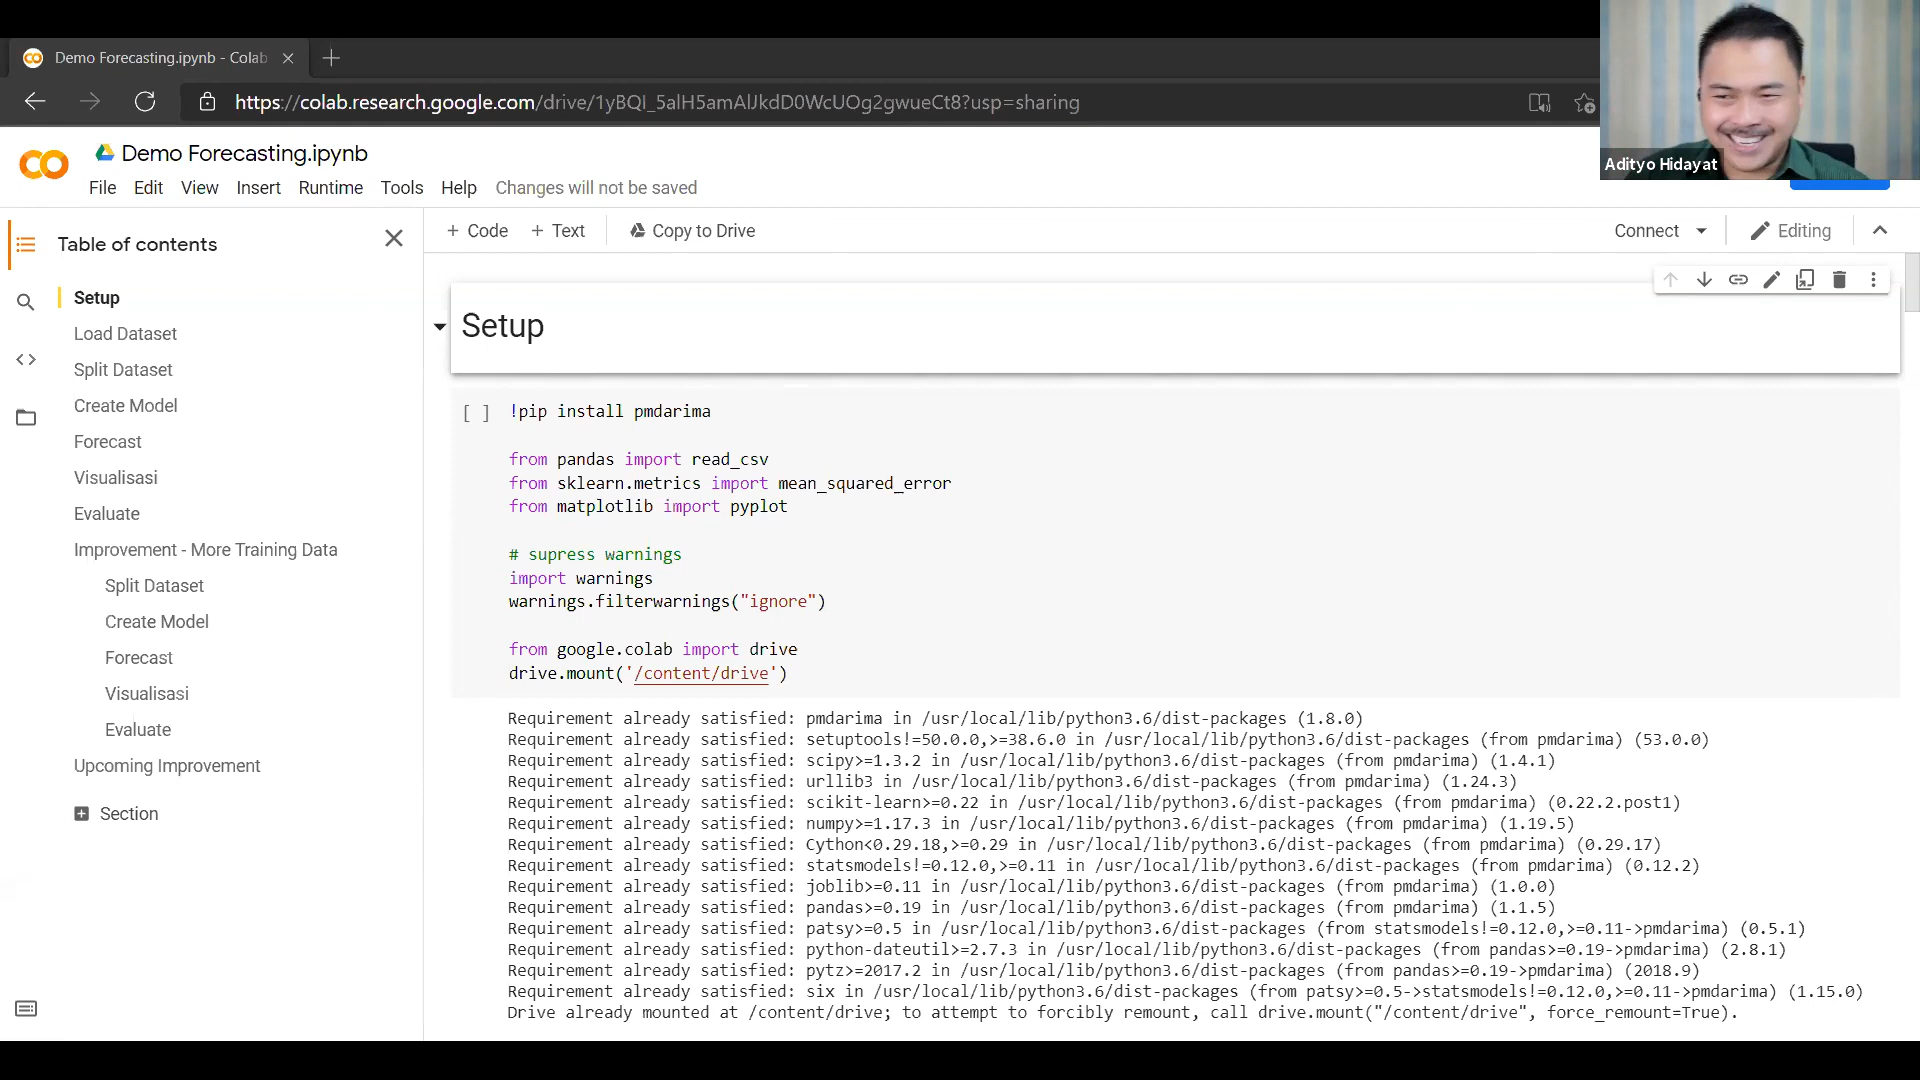 Demo Forecasting.ipynb - Colab
https://colab.research.google.com/drive/1yBQI_5alH5amAlJkdD0WcUOg2gwueCt8?usp=sharing
Adityo Hidayat
Demo Forecasting.ipynb
File Edit View Insert Runtime Tools Help Changes will not be saved
Table of contents
+ Code + Text Copy to Drive
Connect Editing
Setup
Load Dataset
Split Dataset
Create Model
Forecast
Visualisasi
Evaluate
Improvement - More Training Data
Split Dataset
Create Model
Forecast
Visualisasi
Evaluate
Upcoming Improvement
Section
Setup
[ ] !pip install pmdarima
from pandas import read_csv
from sklearn.metrics import mean_squared_error
from matplotlib import pyplot
# supress warnings
import warnings
warnings.filterwarnings("ignore")
from google.colab import drive
drive.mount('/content/drive')
Requirement already satisfied: pmdarima in /usr/local/lib/python3.6/dist-packages (1.8.0)
Requirement already satisfied: setuptools!=50.0.0,>=38.6.0 in /usr/local/lib/python3.6/dist-packages (from pmdarima) (53.0.0)
Requirement already satisfied: scipy>=1.3.2 in /usr/local/lib/python3.6/dist-packages (from pmdarima) (1.4.1)
Requirement already satisfied: urllib3 in /usr/local/lib/python3.6/dist-packages (from pmdarima) (1.24.3)
Requirement already satisfied: scikit-learn>=0.22 in /usr/local/lib/python3.6/dist-packages (from pmdarima) (0.22.2.post1)
Requirement already satisfied: numpy>=1.17.3 in /usr/local/lib/python3.6/dist-packages (from pmdarima) (1.19.5)
Requirement already satisfied: Cython<0.29.18,>=0.29 in /usr/local/lib/python3.6/dist-packages (from pmdarima) (0.29.17)
Requirement already satisfied: statsmodels!=0.12.0,>=0.11 in /usr/local/lib/python3.6/dist-packages (from pmdarima) (0.12.2)
Requirement already satisfied: joblib>=0.11 in /usr/local/lib/python3.6/dist-packages (from pmdarima) (1.0.0)
Requirement already satisfied: pandas>=0.19 in /usr/local/lib/python3.6/dist-packages (from pmdarima) (1.1.5)
Requirement already satisfied: patsy>=0.5 in /usr/local/lib/python3.6/dist-packages (from statsmodels!=0.12.0,>=0.11->pmdarima) (0.5.1)
Requirement already satisfied: python-dateutil>=2.7.3 in /usr/local/lib/python3.6/dist-packages (from pandas>=0.19->pmdarima) (2.8.1)
Requirement already satisfied: pytz>=2017.2 in /usr/local/lib/python3.6/dist-packages (from pandas>=0.19->pmdarima) (2018.9)
Requirement already satisfied: six in /usr/local/lib/python3.6/dist-packages (from patsy>=0.5->statsmodels!=0.12.0,>=0.11->pmdarima) (1.15.0)
Drive already mounted at /content/drive; to attempt to forcibly remount, call drive.mount("/content/drive", force_remount=True).